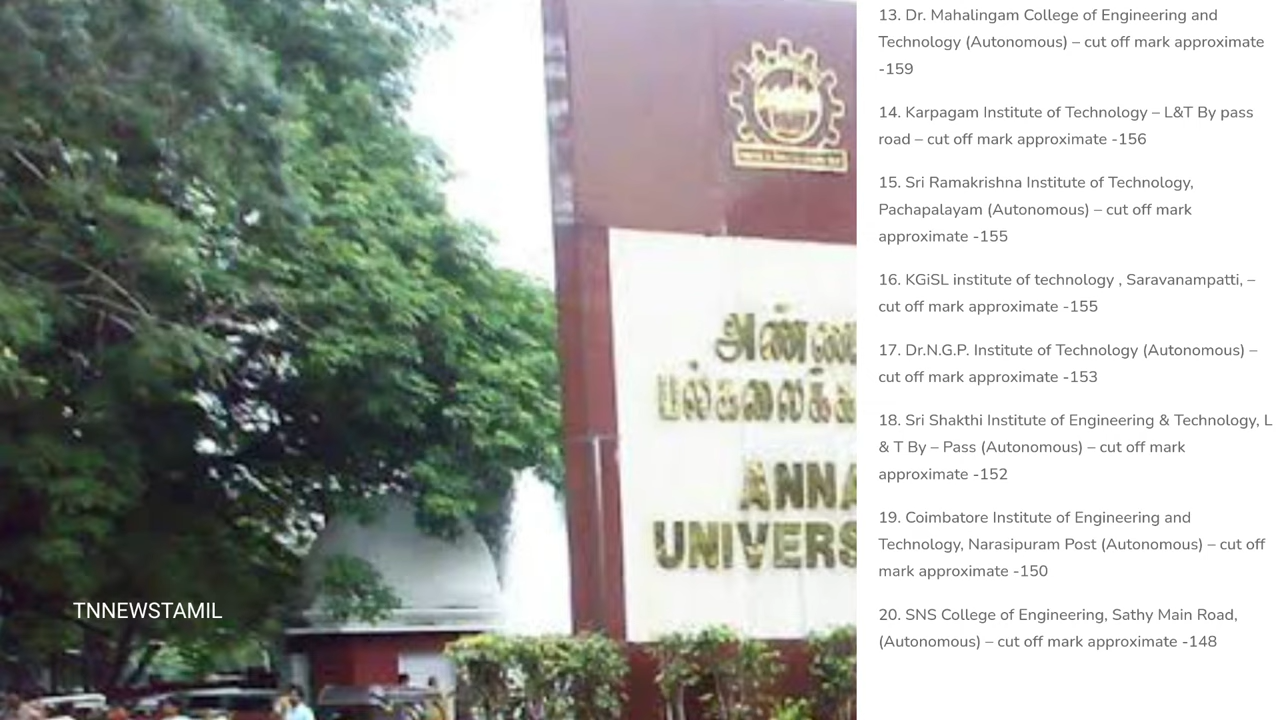 அண்ண
பல்கலைக்க
ANNA
UNIVERS
TNNEWSTAMIL
13. Dr. Mahalingam College of Engineering and
Technology (Autonomous) – cut off mark approximate
-159
14. Karpagam Institute of Technology – L&T By pass
road – cut off mark approximate -156
15. Sri Ramakrishna Institute of Technology,
Pachapalayam (Autonomous) – cut off mark
approximate -155
16. KGiSL institute of technology , Saravanampatti, –
cut off mark approximate -155
17. Dr.N.G.P. Institute of Technology (Autonomous) –
cut off mark approximate -153
18. Sri Shakthi Institute of Engineering & Technology, L
& T By – Pass (Autonomous) – cut off mark
approximate -152
19. Coimbatore Institute of Engineering and
Technology, Narasipuram Post (Autonomous) – cut off
mark approximate -150
20. SNS College of Engineering, Sathy Main Road,
(Autonomous) – cut off mark approximate -148